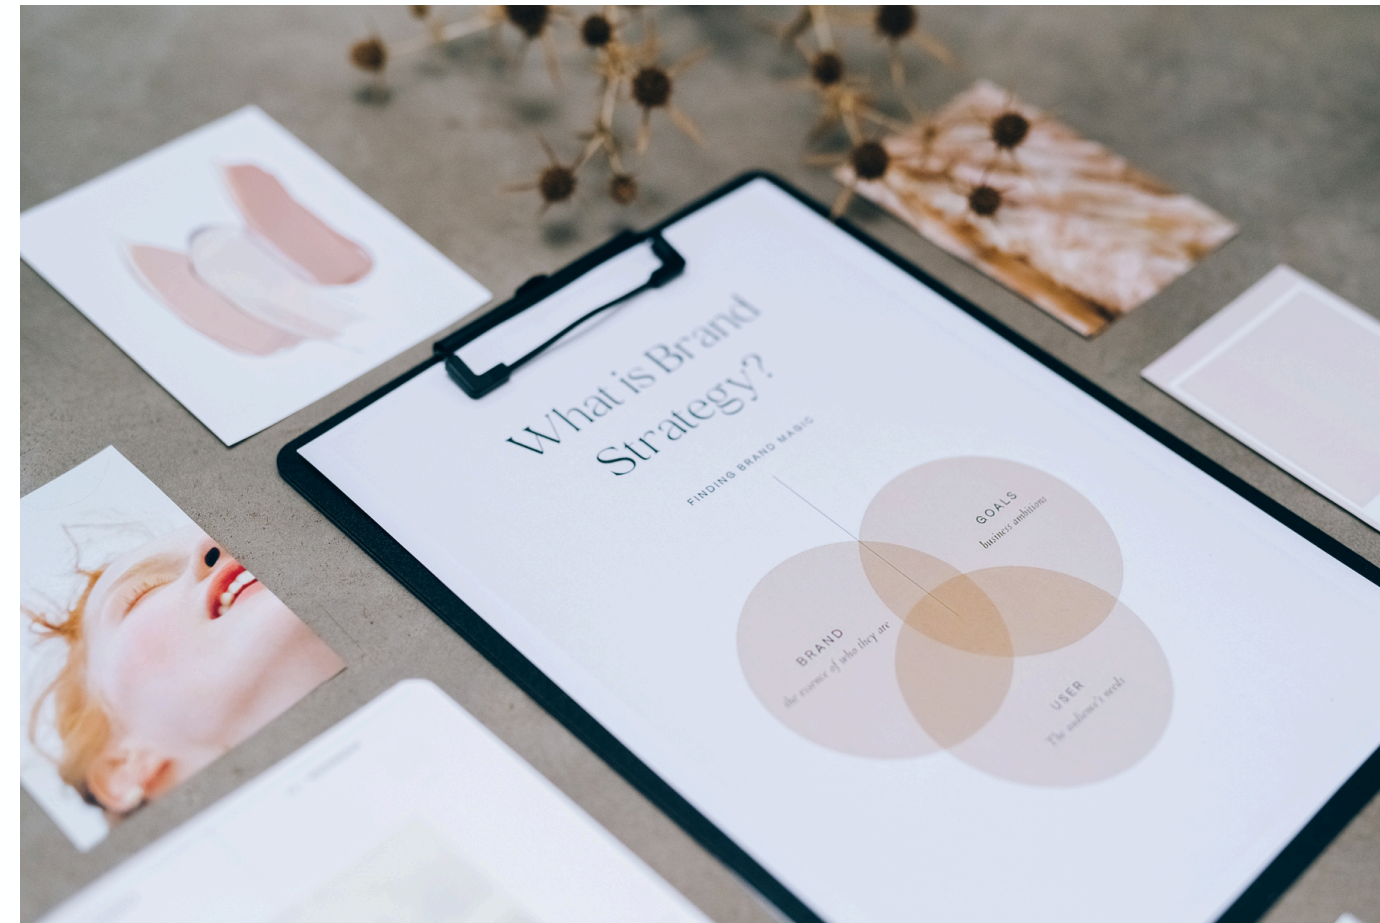 What is Brand
Strategy?
FINDING BRAND MAGIC
GOALS
business ambitions
BRAND
the essence of who they are
USER
The audience's needs